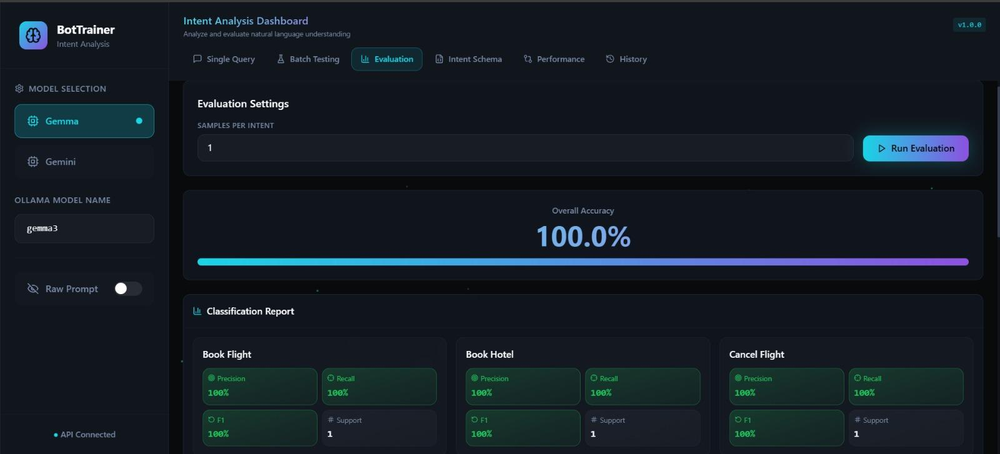 BotTrainer
Intent Analysis
MODEL SELECTION
Gemma
Gemini
OLLAMA MODEL NAME
gemma3
Raw Prompt
API Connected
Intent Analysis Dashboard
Analyze and evaluate natural language understanding
v1.0.0
Single Query Batch Testing Evaluation Intent Schema Performance History
Evaluation Settings
SAMPLES PER INTENT
1
Run Evaluation
Overall Accuracy
100.0%
Classification Report
Book Flight
Precision Recall
100% 100%
F1 # Support
100% 1
Book Hotel
Precision Recall
100% 100%
F1 # Support
100% 1
Cancel Flight
Precision Recall
100% 100%
F1 # Support
100% 1